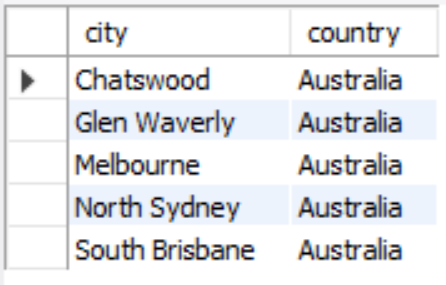 city country
Chatswood Australia
Glen Waverly Australia
Melbourne Australia
North Sydney Australia
South Brisbane Australia